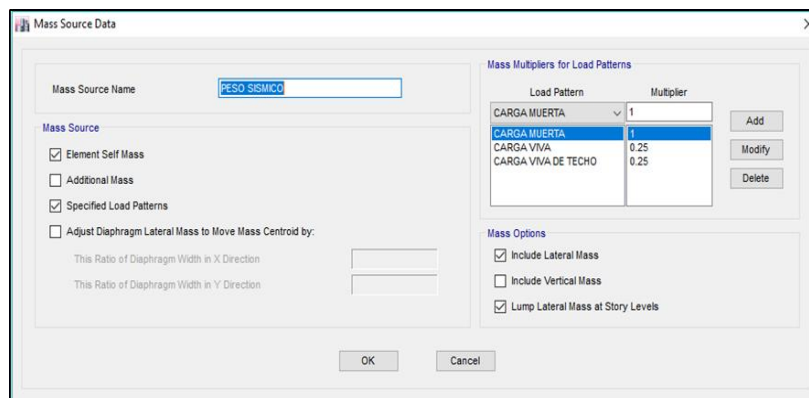 Mass Source Data
Mass Source Name PESO SISMICO
Mass Source
Element Self Mass
Additional Mass
Specified Load Patterns
Adjust Diaphragm Lateral Mass to Move Mass Centroid by:
This Ratio of Diaphragm Width in X Direction
This Ratio of Diaphragm Width in Y Direction
Mass Multipliers for Load Patterns
Load Pattern Multiplier
CARGA MUERTA 1
CARGA MUERTA 1
CARGA VIVA 0.25
CARGA VIVA DE TECHO 0.25
Add
Modify
Delete
Mass Options
Include Lateral Mass
Include Vertical Mass
Lump Lateral Mass at Story Levels
OK Cancel